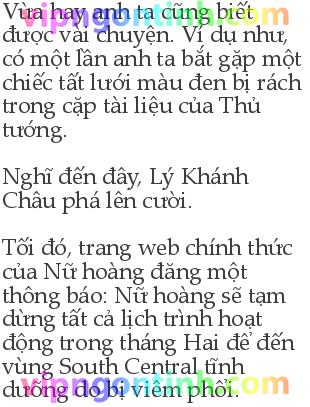 Vừa nay anh ta cũng biết
được vài chuyện. Ví dụ như,
có một lần anh ta bắt gặp một
chiếc tất lưới màu đen bị rách
trong cặp tài liệu của Thủ
tướng.
Nghĩ đến đây, Lý Khánh
Châu phá lên cười.
Tối đó, trang web chính thức
của Nữ hoàng đăng một
thông báo: Nữ hoàng sẽ tạm
dừng tất cả lịch trình hoạt
động trong tháng Hai để đến
vùng South Central tĩnh
dưỡng do bị viêm phổi.
vipngontinh.com
vipngontinh.com